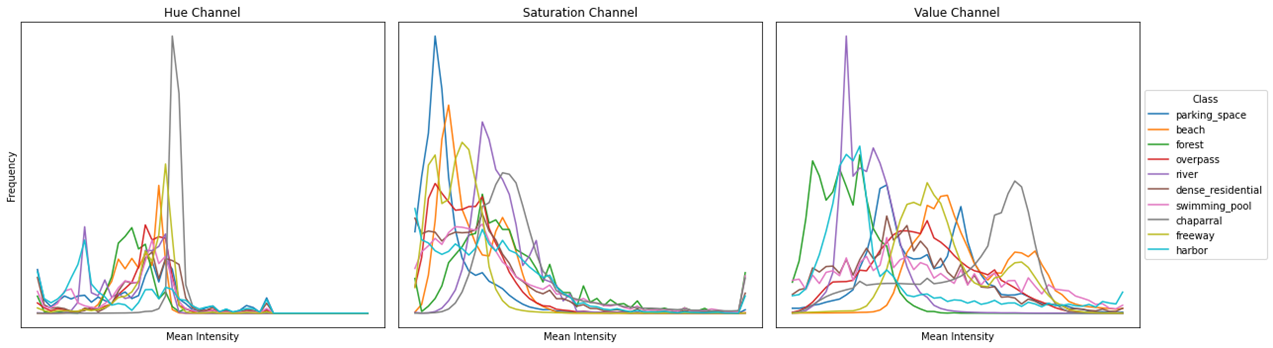 Hue Channel
Saturation Channel
Value Channel
Frequency
Mean Intensity
Mean Intensity
Mean Intensity
Class
parking_space
beach
forest
overpass
river
dense_residential
swimming_pool
chaparral
freeway
harbor